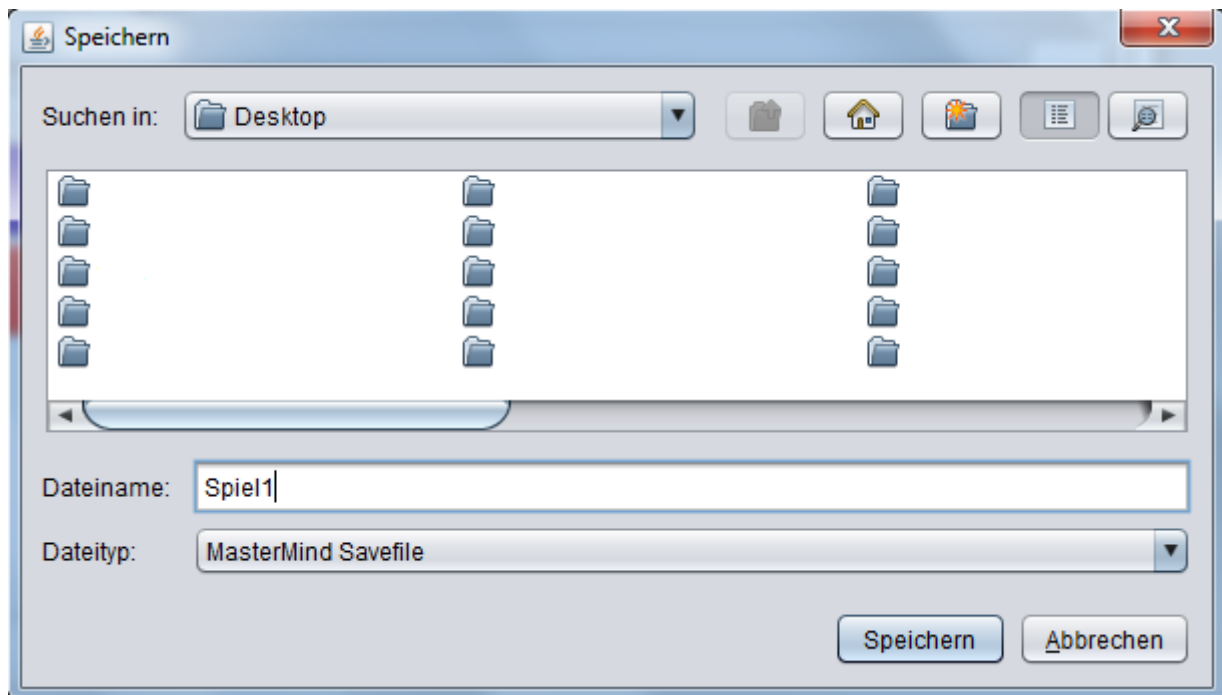 Speichern
Suchen in: Desktop
Dateiname: Spiel1
Dateityp: MasterMind Savefile
Speichern Abbrechen